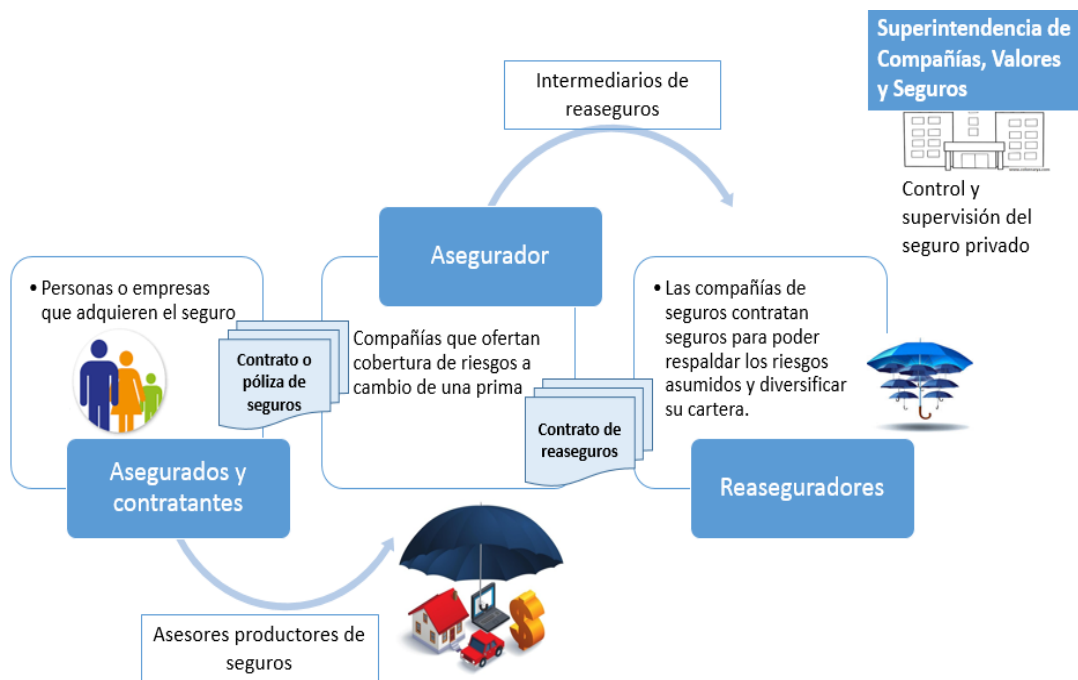 Superintendencia de
Compañías, Valores
y Seguros
Control y
supervisión del
seguro privado
Intermediarios de
reaseguros
Asegurador
• Personas o empresas
que adquieren el seguro
Contrato o
póliza de
seguros
Asegurados y
contratantes
Compañías que ofertan
cobertura de riesgos a
cambio de una prima
Contrato de
reaseguros
• Las compañías de
seguros contratan
seguros para poder
respaldar los riesgos
asumidos y diversificar
su cartera.
Reaseguradores
Asesores productores de
seguros